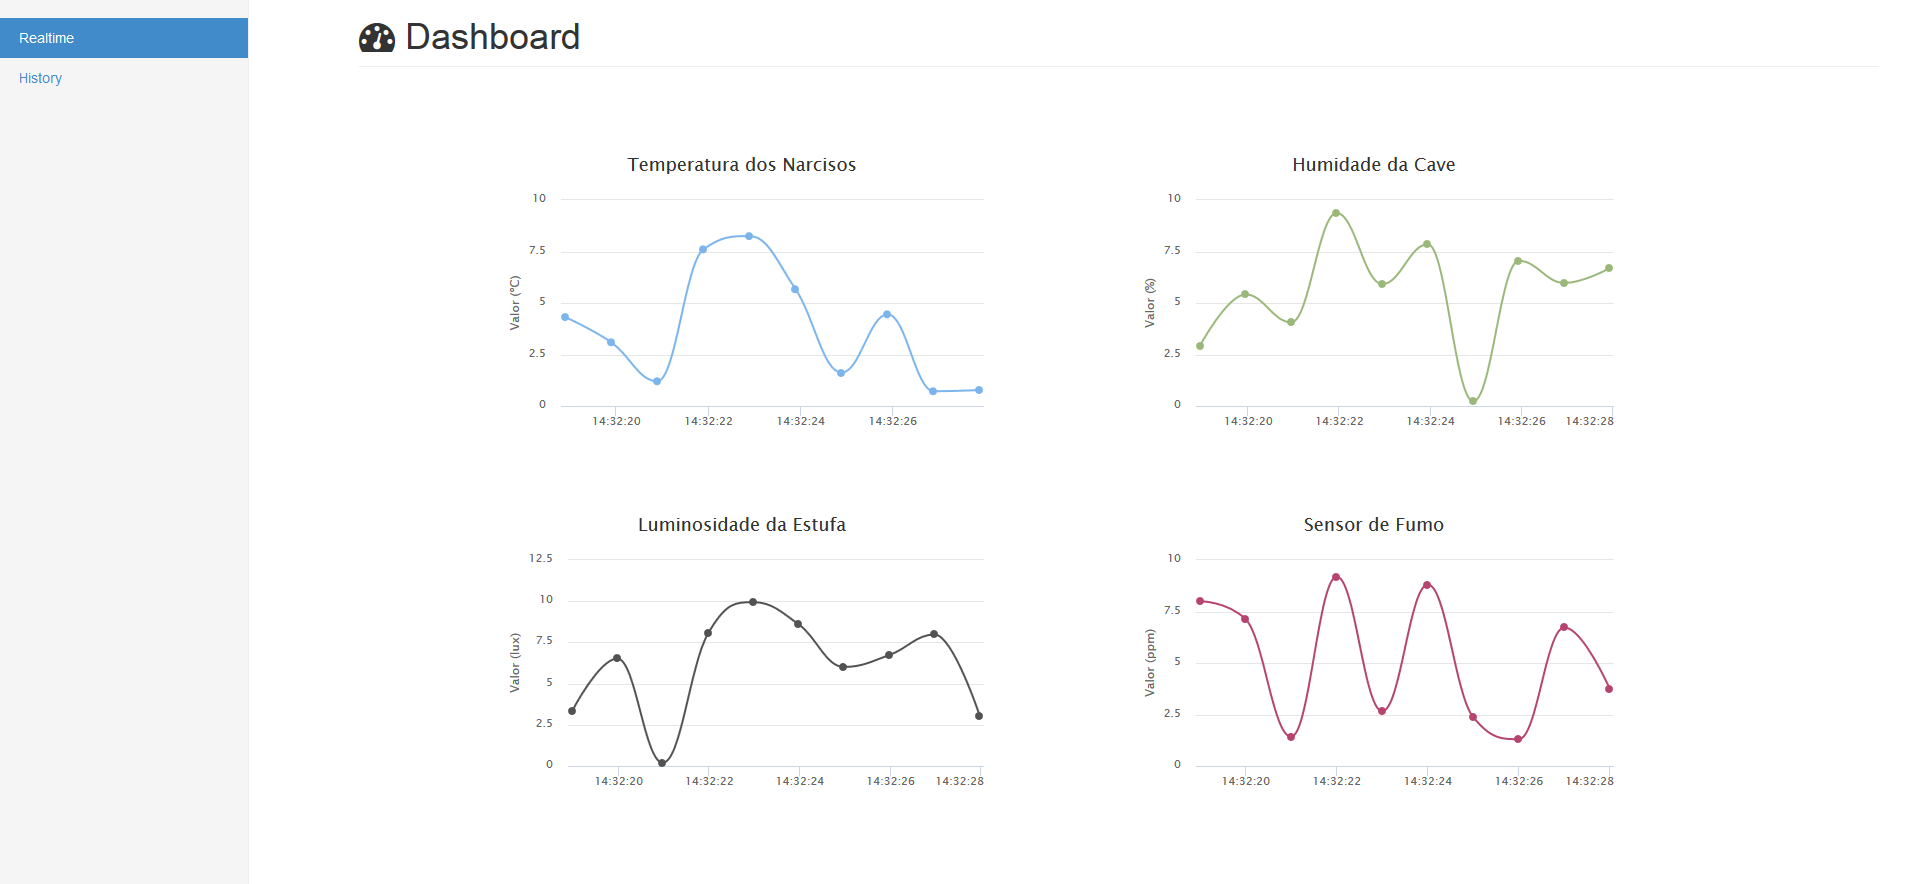 Realtime
History
Dashboard
Temperatura dos Narcisos
Valor (ºC)
10
7.5
5
2.5
0
14:32:20 14:32:22 14:32:24 14:32:26
Humidade da Cave
Valor (%)
10
7.5
5
2.5
0
14:32:20 14:32:22 14:32:24 14:32:26 14:32:28
Luminosidade da Estufa
Valor (lux)
12.5
10
7.5
5
2.5
0
14:32:20 14:32:22 14:32:24 14:32:26 14:32:28
Sensor de Fumo
Valor (ppm)
10
7.5
5
2.5
0
14:32:20 14:32:22 14:32:24 14:32:26 14:32:28